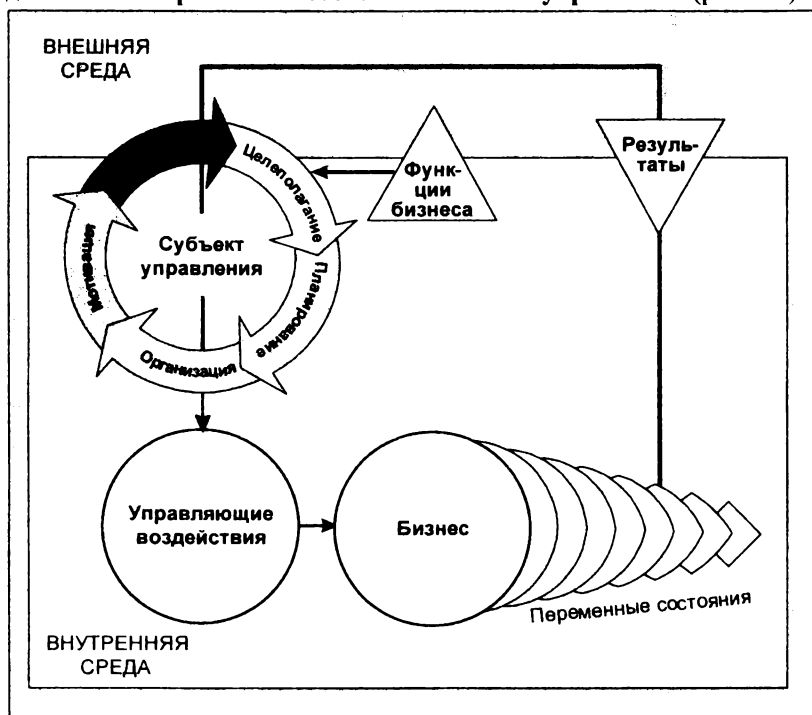 ВНЕШНЯЯ
СРЕДА
Целеполагание
Функ-
ции
бизнеса
Резуль-
таты
Мотивация
Субъект
управления
Планирование
Организация
Управляющие
воздействия
Бизнес
Переменные состояния
ВНУТРЕННЯЯ
СРЕДА